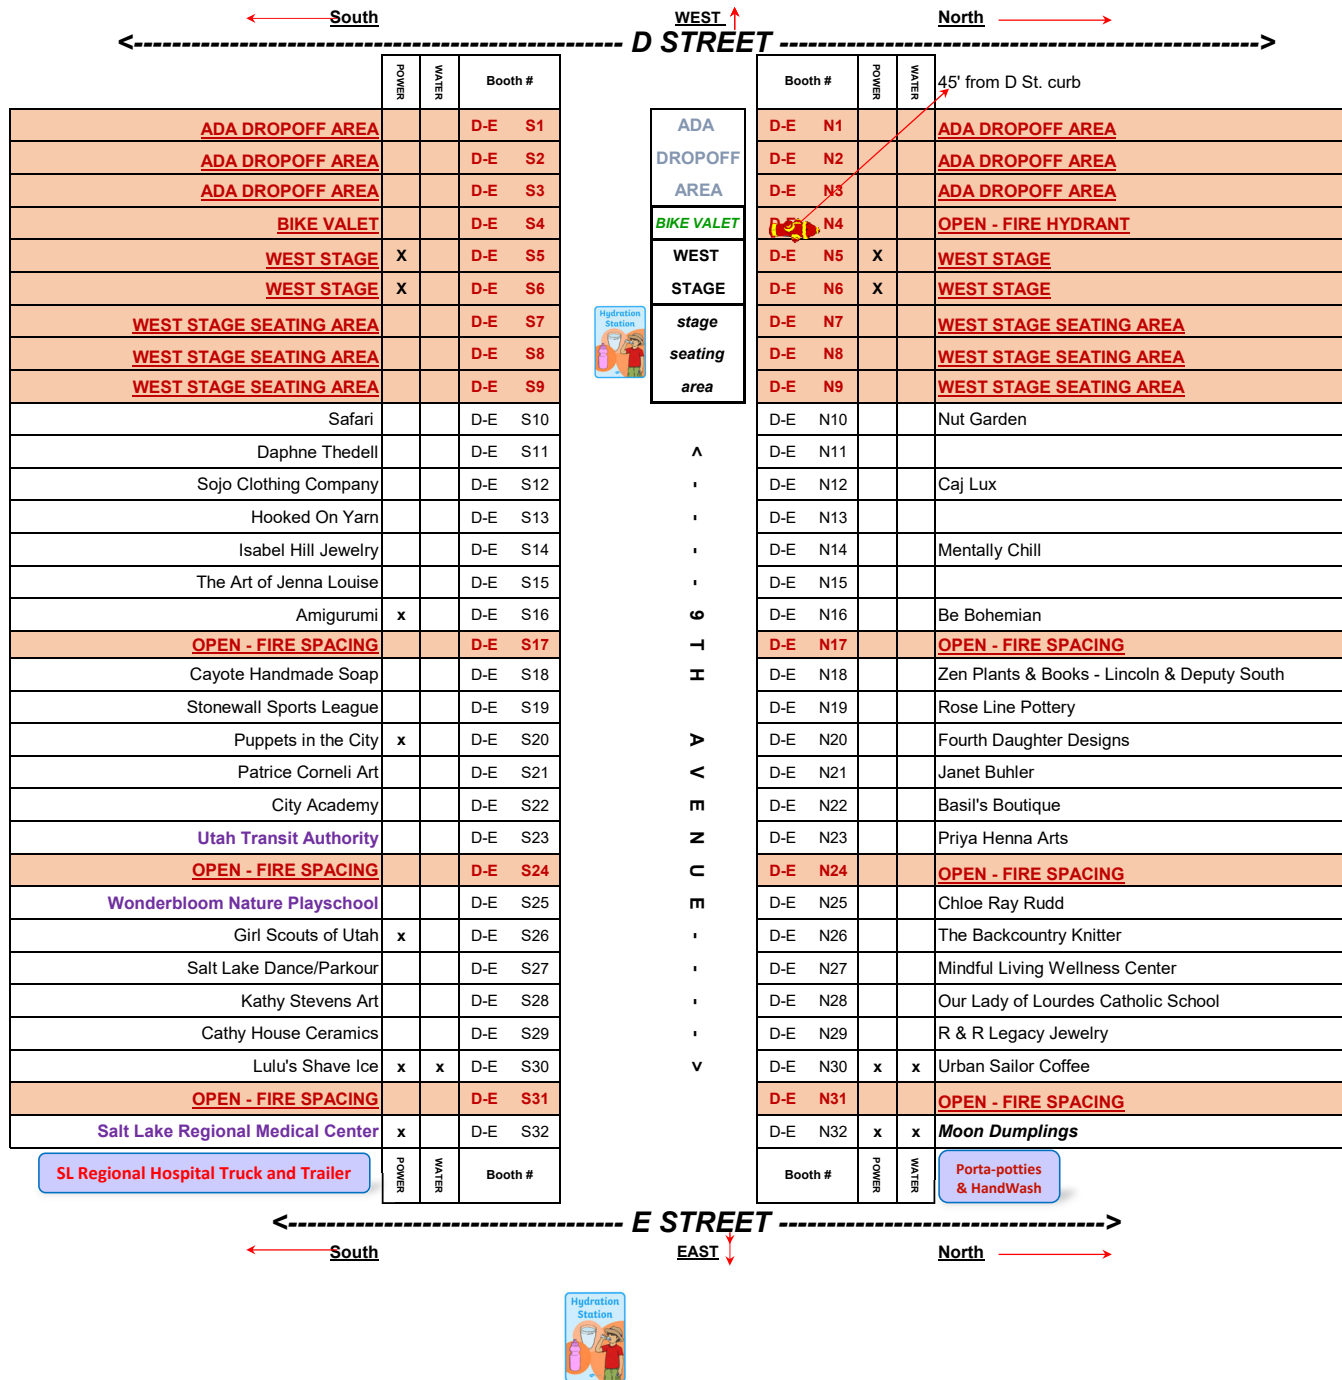 South WEST North
<---------------------------------------- D STREET ---------------------------------------->
POWER WATER Booth # Booth # POWER WATER 45' from D St. curb
ADA DROPOFF AREA D-E S1 ADA D-E N1 ADA DROPOFF AREA
ADA DROPOFF AREA D-E S2 DROPOFF D-E N2 ADA DROPOFF AREA
ADA DROPOFF AREA D-E S3 AREA D-E N3 ADA DROPOFF AREA
BIKE VALET D-E S4 BIKE VALET D-E N4 OPEN - FIRE HYDRANT
WEST STAGE X D-E S5 WEST D-E N5 X WEST STAGE
WEST STAGE X D-E S6 STAGE D-E N6 X WEST STAGE
WEST STAGE SEATING AREA D-E S7 Hydration Station stage D-E N7 WEST STAGE SEATING AREA
WEST STAGE SEATING AREA D-E S8 seating D-E N8 WEST STAGE SEATING AREA
WEST STAGE SEATING AREA D-E S9 area D-E N9 WEST STAGE SEATING AREA
Safari D-E S10 D-E N10 Nut Garden
Daphne Thedell D-E S11 < D-E N11
Sojo Clothing Company D-E S12 - D-E N12 Caj Lux
Hooked On Yarn D-E S13 - D-E N13
Isabel Hill Jewelry D-E S14 - D-E N14 Mentally Chill
The Art of Jenna Louise D-E S15 - D-E N15
Amigurumi x D-E S16 9 D-E N16 Be Bohemian
OPEN - FIRE SPACING D-E S17 T D-E N17 OPEN - FIRE SPACING
Cayote Handmade Soap D-E S18 H D-E N18 Zen Plants & Books - Lincoln & Deputy South
Stonewall Sports League D-E S19 D-E N19 Rose Line Pottery
Puppets in the City x D-E S20 A D-E N20 Fourth Daughter Designs
Patrice Corneli Art D-E S21 V D-E N21 Janet Buhler
City Academy D-E S22 E D-E N22 Basil's Boutique
Utah Transit Authority D-E S23 N D-E N23 Priya Henna Arts
OPEN - FIRE SPACING D-E S24 U D-E N24 OPEN - FIRE SPACING
Wonderbloom Nature Playschool D-E S25 E D-E N25 Chloe Ray Rudd
Girl Scouts of Utah x D-E S26 - D-E N26 The Backcountry Knitter
Salt Lake Dance/Parkour D-E S27 - D-E N27 Mindful Living Wellness Center
Kathy Stevens Art D-E S28 - D-E N28 Our Lady of Lourdes Catholic School
Cathy House Ceramics D-E S29 - D-E N29 R & R Legacy Jewelry
Lulu's Shave Ice x x D-E S30 > D-E N30 x x Urban Sailor Coffee
OPEN - FIRE SPACING D-E S31 D-E N31 OPEN - FIRE SPACING
Salt Lake Regional Medical Center x D-E S32 D-E N32 x x Moon Dumplings
SL Regional Hospital Truck and Trailer POWER WATER Booth # Booth # POWER WATER Porta-potties
& HandWash
<---------------------------- E STREET --------------------------->
South EAST North
Hydration
Station